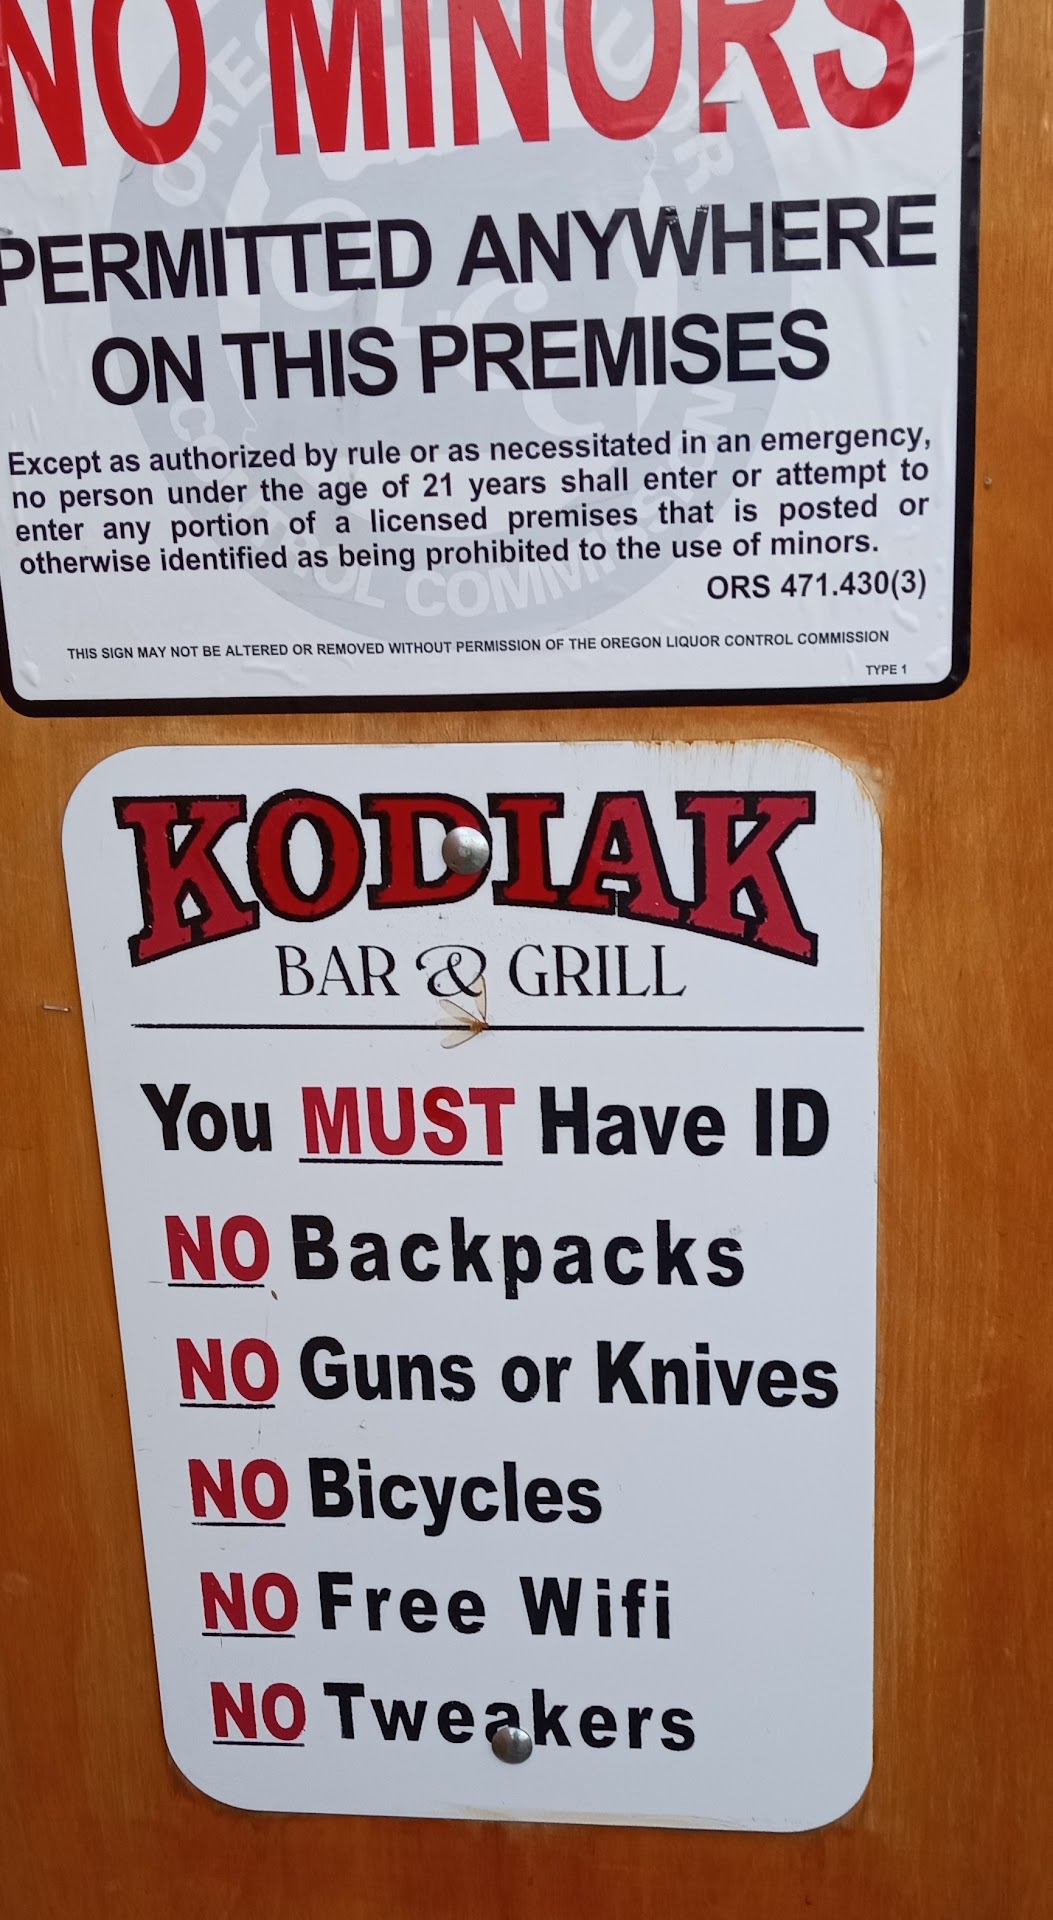 NO MINORS
PERMITTED ANYWHERE
ON THIS PREMISES
Except as authorized by rule or as necessitated in an emergency,
no person under the age of 21 years shall enter or attempt to
enter any portion of a licensed premises that is posted or
otherwise identified as being prohibited to the use of minors.
ORS 471.430(3)
THIS SIGN MAY NOT BE ALTERED OR REMOVED WITHOUT PERMISSION OF THE OREGON LIQUOR CONTROL COMMISSION
TYPE 1
KODIAK
BAR & GRILL
You MUST Have ID
NO Backpacks
NO Guns or Knives
NO Bicycles
NO Free Wifi
NO Tweakers